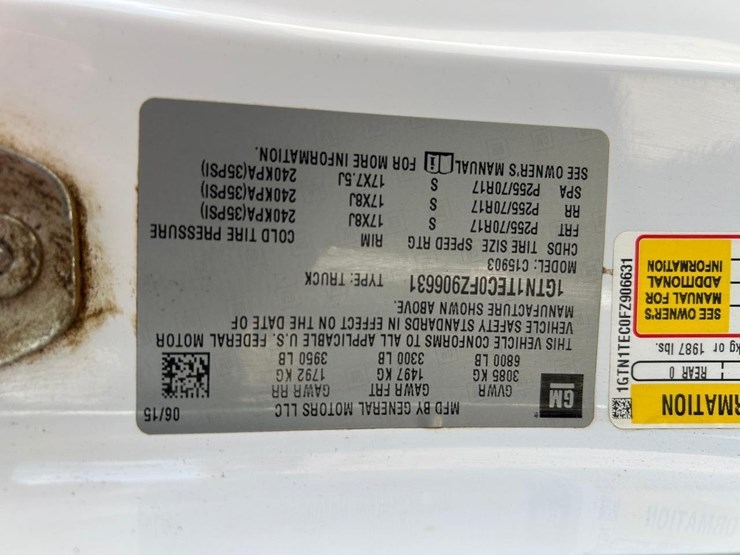 GM
MFD BY GENERAL MOTORS LLC 06/15
GVWR GAWR FRT GAWR RR
3085 KG 1497 KG 1792 KG
6800 LB 3300 LB 3950 LB
THIS VEHICLE CONFORMS TO ALL APPLICABLE U.S. FEDERAL MOTOR
VEHICLE SAFETY STANDARDS IN EFFECT ON THE DATE OF
MANUFACTURE SHOWN ABOVE.
1GTN1TEC0FZ906631 TYPE: TRUCK
MODEL: C15903
CHDS TIRE SIZE SPEED RTG RIM COLD TIRE PRESSURE
FRT P255/70R17 S 17X8J 240KPA(35PSI)
RR P255/70R17 S 17X8J 240KPA(35PSI)
SPA P255/70R17 S 17X7.5J 240KPA(35PSI)
SEE OWNER'S MANUAL FOR MORE INFORMATION.
RMATION
REAR 0
kg or 1987 lbs.
SEE OWNER'S
MANUAL FOR
ADDITIONAL
INFORMATION
1GTN1TEC0FZ906631